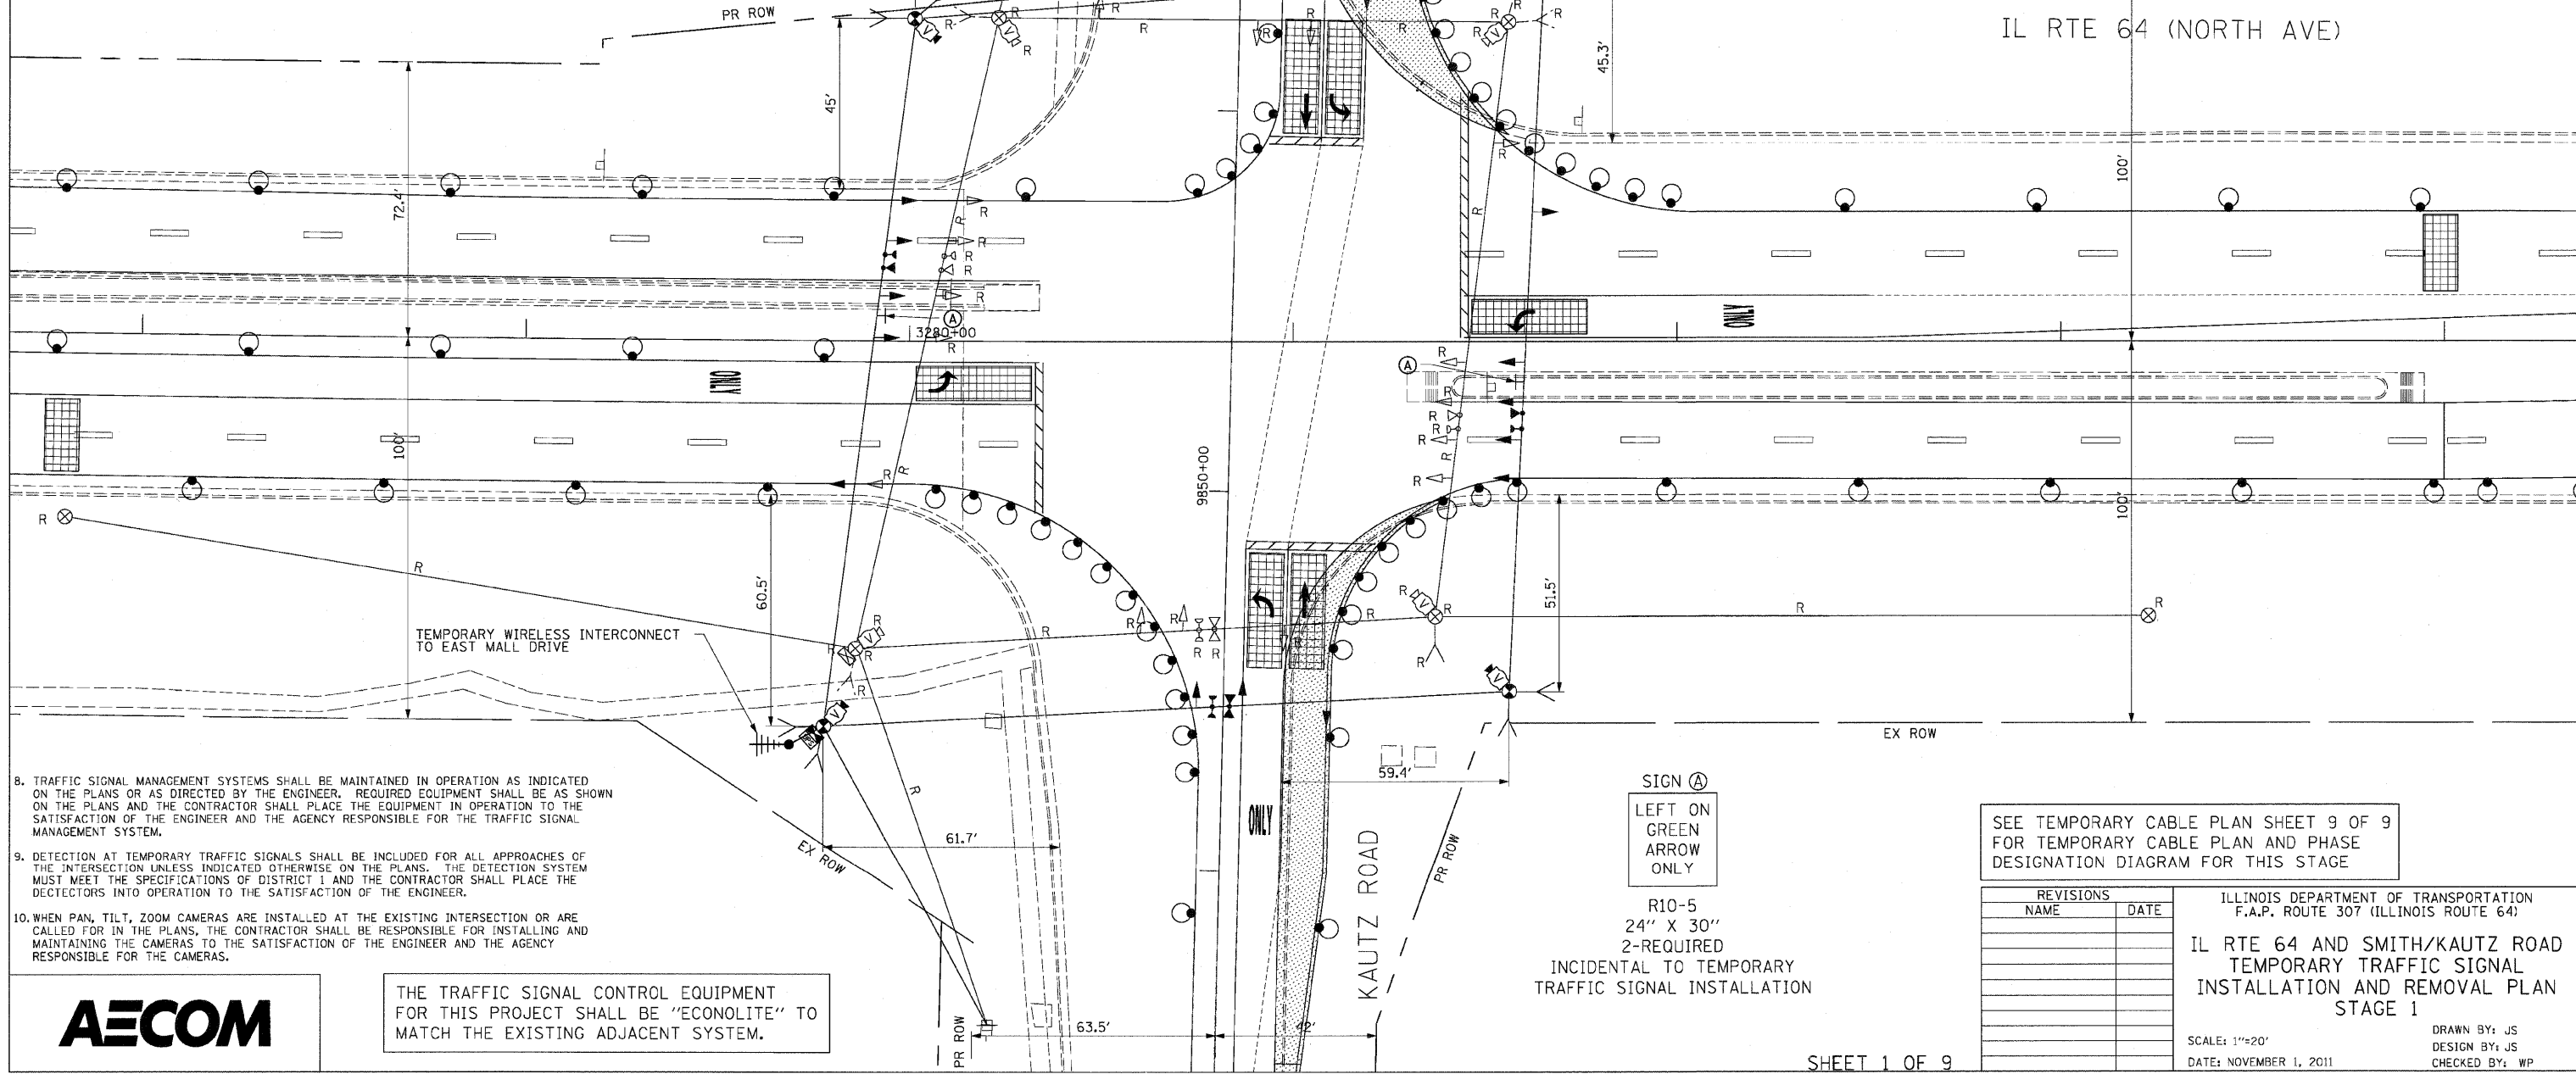 PR ROW
IL RTE 64 (NORTH AVE)
45'
45.3'
72.4'
100'
3280+00
ONLY
ONLY
A
A
100'
9850+00
100'
60.5'
51.5'
TEMPORARY WIRELESS INTERCONNECT
TO EAST MALL DRIVE
EX ROW
59.4'
61.7'
EX ROW
ONLY
KAUTZ ROAD
PR ROW
PR ROW
63.5'
42'
8. TRAFFIC SIGNAL MANAGEMENT SYSTEMS SHALL BE MAINTAINED IN OPERATION AS INDICATED
ON THE PLANS OR AS DIRECTED BY THE ENGINEER. REQUIRED EQUIPMENT SHALL BE AS SHOWN
ON THE PLANS AND THE CONTRACTOR SHALL PLACE THE EQUIPMENT IN OPERATION TO THE
SATISFACTION OF THE ENGINEER AND THE AGENCY RESPONSIBLE FOR THE TRAFFIC SIGNAL
MANAGEMENT SYSTEM.
9. DETECTION AT TEMPORARY TRAFFIC SIGNALS SHALL BE INCLUDED FOR ALL APPROACHES OF
THE INTERSECTION UNLESS INDICATED OTHERWISE ON THE PLANS. THE DETECTION SYSTEM
MUST MEET THE SPECIFICATIONS OF DISTRICT 1 AND THE CONTRACTOR SHALL PLACE THE
DECTECTORS INTO OPERATION TO THE SATISFACTION OF THE ENGINEER.
10. WHEN PAN, TILT, ZOOM CAMERAS ARE INSTALLED AT THE EXISTING INTERSECTION OR ARE
CALLED FOR IN THE PLANS, THE CONTRACTOR SHALL BE RESPONSIBLE FOR INSTALLING AND
MAINTAINING THE CAMERAS TO THE SATISFACTION OF THE ENGINEER AND THE AGENCY
RESPONSIBLE FOR THE CAMERAS.
AECOM
THE TRAFFIC SIGNAL CONTROL EQUIPMENT
FOR THIS PROJECT SHALL BE "ECONOLITE" TO
MATCH THE EXISTING ADJACENT SYSTEM.
SIGN A
LEFT ON
GREEN
ARROW
ONLY
R10-5
24" X 30"
2-REQUIRED
INCIDENTAL TO TEMPORARY
TRAFFIC SIGNAL INSTALLATION
SHEET 1 OF 9
SEE TEMPORARY CABLE PLAN SHEET 9 OF 9
FOR TEMPORARY CABLE PLAN AND PHASE
DESIGNATION DIAGRAM FOR THIS STAGE
REVISIONS
NAME DATE
ILLINOIS DEPARTMENT OF TRANSPORTATION
F.A.P. ROUTE 307 (ILLINOIS ROUTE 64)
IL RTE 64 AND SMITH/KAUTZ ROAD
TEMPORARY TRAFFIC SIGNAL
INSTALLATION AND REMOVAL PLAN
STAGE 1
SCALE: 1"=20'
DATE: NOVEMBER 1, 2011
DRAWN BY: JS
DESIGN BY: JS
CHECKED BY: WP